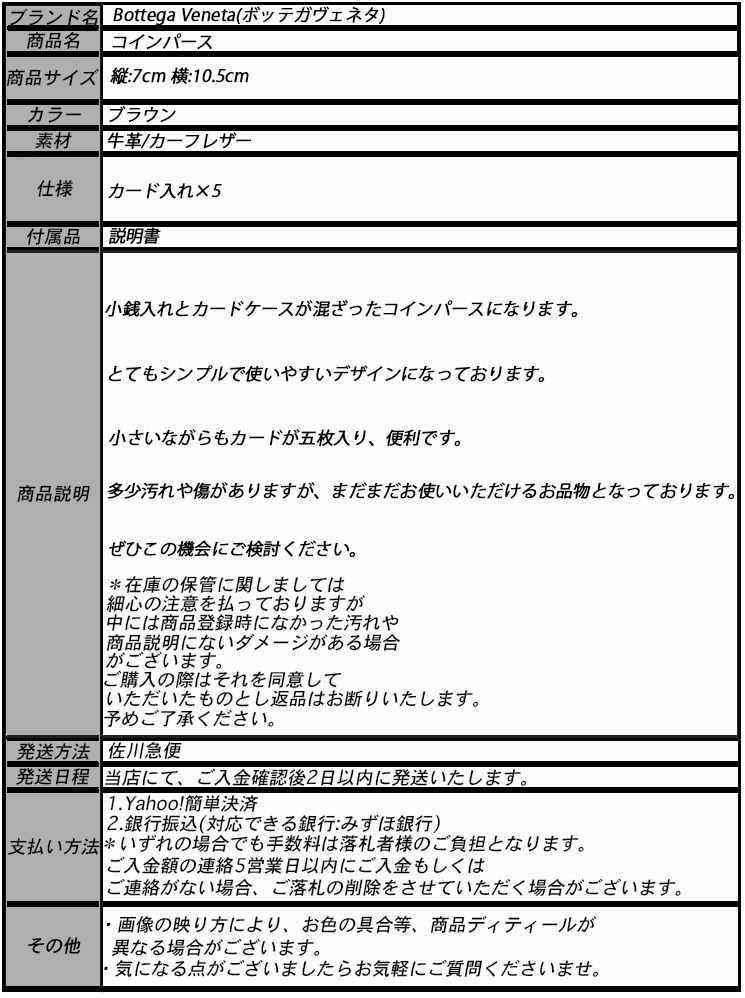 ブランド名 Bottega Veneta(ボッテガヴェネタ)
商品名 コインパース
商品サイズ 縦:7cm 横:10.5cm
カラー ブラウン
素材 牛革/カーフレザー
仕様 カード入れ×5
付属品 説明書
商品説明
小銭入れとカードケースが混ざったコインパースになります。
とてもシンプルで使いやすいデザインになっております。
小さいながらもカードが五枚入り、便利です。
多少汚れや傷がありますが、まだまだお使いいただけるお品物となっております。
ぜひこの機会にご検討ください。
＊在庫の保管に関しましては
細心の注意を払っておりますが
中には商品登録時になかった汚れや
商品説明にないダメージがある場合
がございます。
ご購入の際はそれを同意して
いただいたものとし返品はお断りいたします。
予めご了承ください。
発送方法 佐川急便
発送日程 当店にて、ご入金確認後2日以内に発送いたします。
支払い方法
1.Yahoo!簡単決済
2.銀行振込(対応できる銀行:みずほ銀行)
＊いずれの場合でも手数料は落札者様のご負担となります。
ご入金額の連絡5営業日以内にご入金もしくは
ご連絡がない場合、ご落札の削除をさせていただく場合がございます。
その他
・画像の映り方により、お色の具合等、商品ディティールが
異なる場合がございます。
・気になる点がございましたらお気軽にご質問くださいませ。